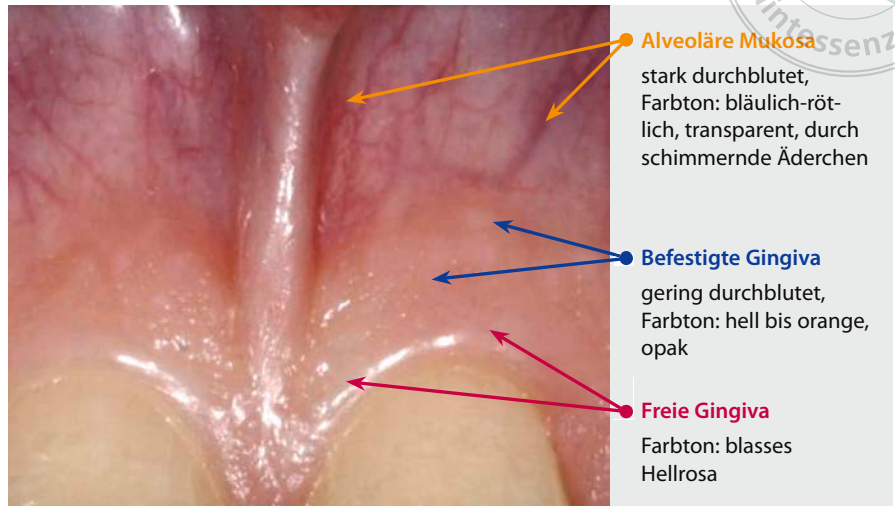 Alveoläre Mukosa
stark durchblutet,
Farbton: bläulich-röt-
lich, transparent, durch
schimmernde Äderchen
Befestigte Gingiva
gering durchblutet,
Farbton: hell bis orange,
opak
Freie Gingiva
Farbton: blasses
Hellrosa